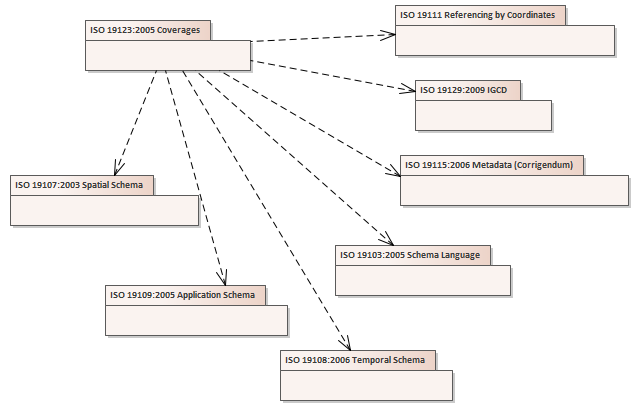 ISO 19111 Referencing by Coordinates
ISO 19123:2005 Coverages
ISO 19129:2009 IGCD
ISO 19115:2006 Metadata (Corrigendum)
ISO 19107:2003 Spatial Schema
ISO 19103:2005 Schema Language
ISO 19109:2005 Application Schema
ISO 19108:2006 Temporal Schema